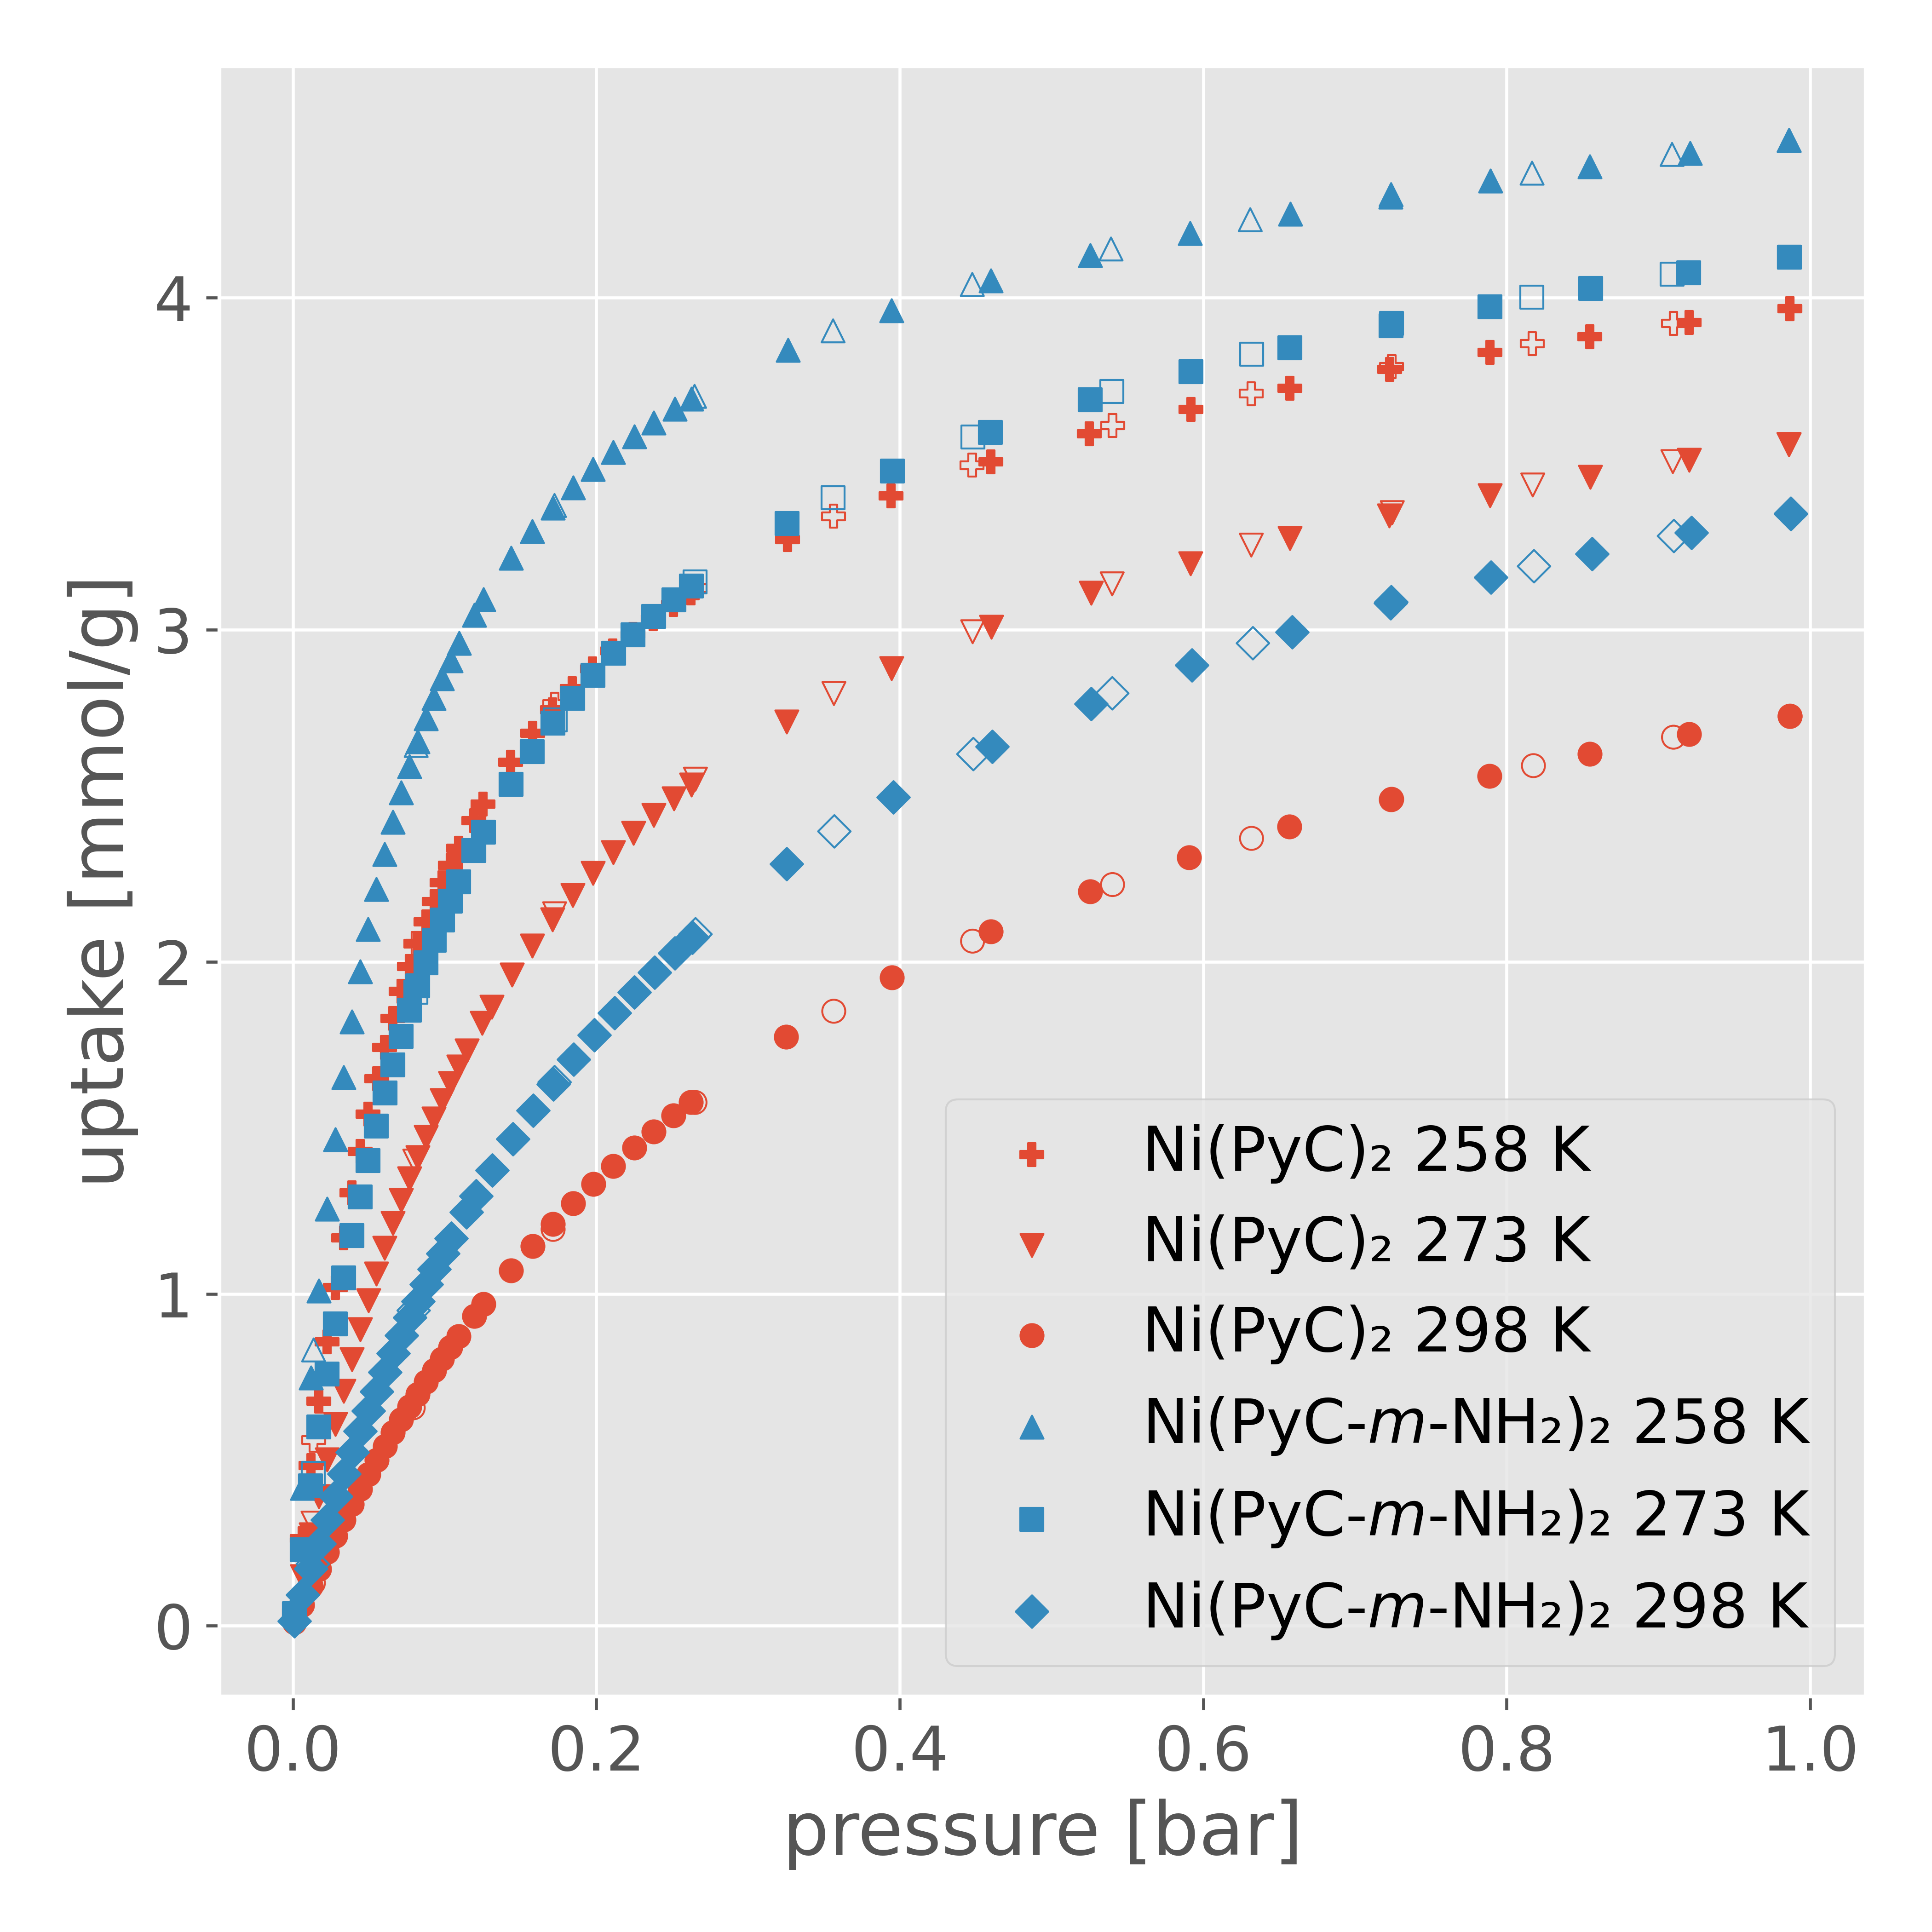 uptake [mmol/g]
4
3
2
1
0
Ni(PyC)₂ 258 K
Ni(PyC)₂ 273 K
Ni(PyC)₂ 298 K
Ni(PyC-m-NH₂)₂ 258 K
Ni(PyC-m-NH₂)₂ 273 K
Ni(PyC-m-NH₂)₂ 298 K
0.0 0.2 0.4 0.6 0.8 1.0
pressure [bar]